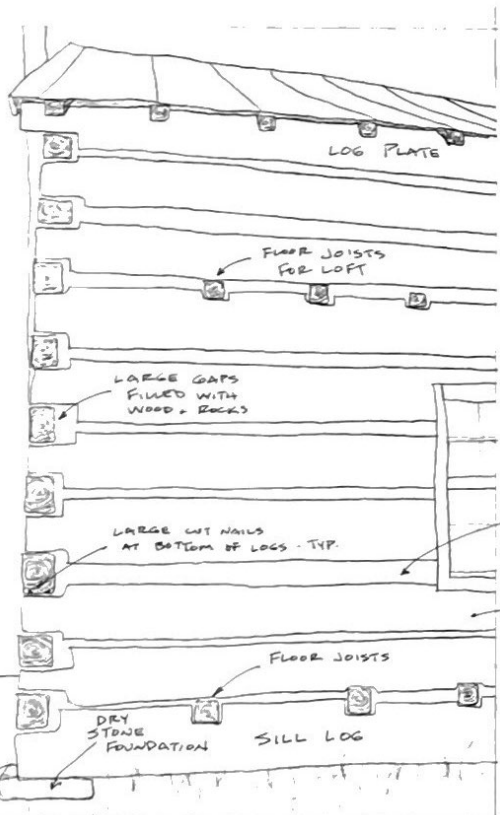 LOG PLATE
FLOOR JOISTS
FOR LOFT
LARGE GAPS
FILLED WITH
WOOD + ROCKS
LARGE CUT NAILS
AT BOTTOM OF LOGS - TYP.
FLOOR JOISTS
DRY
STONE
FOUNDATION
SILL LOG